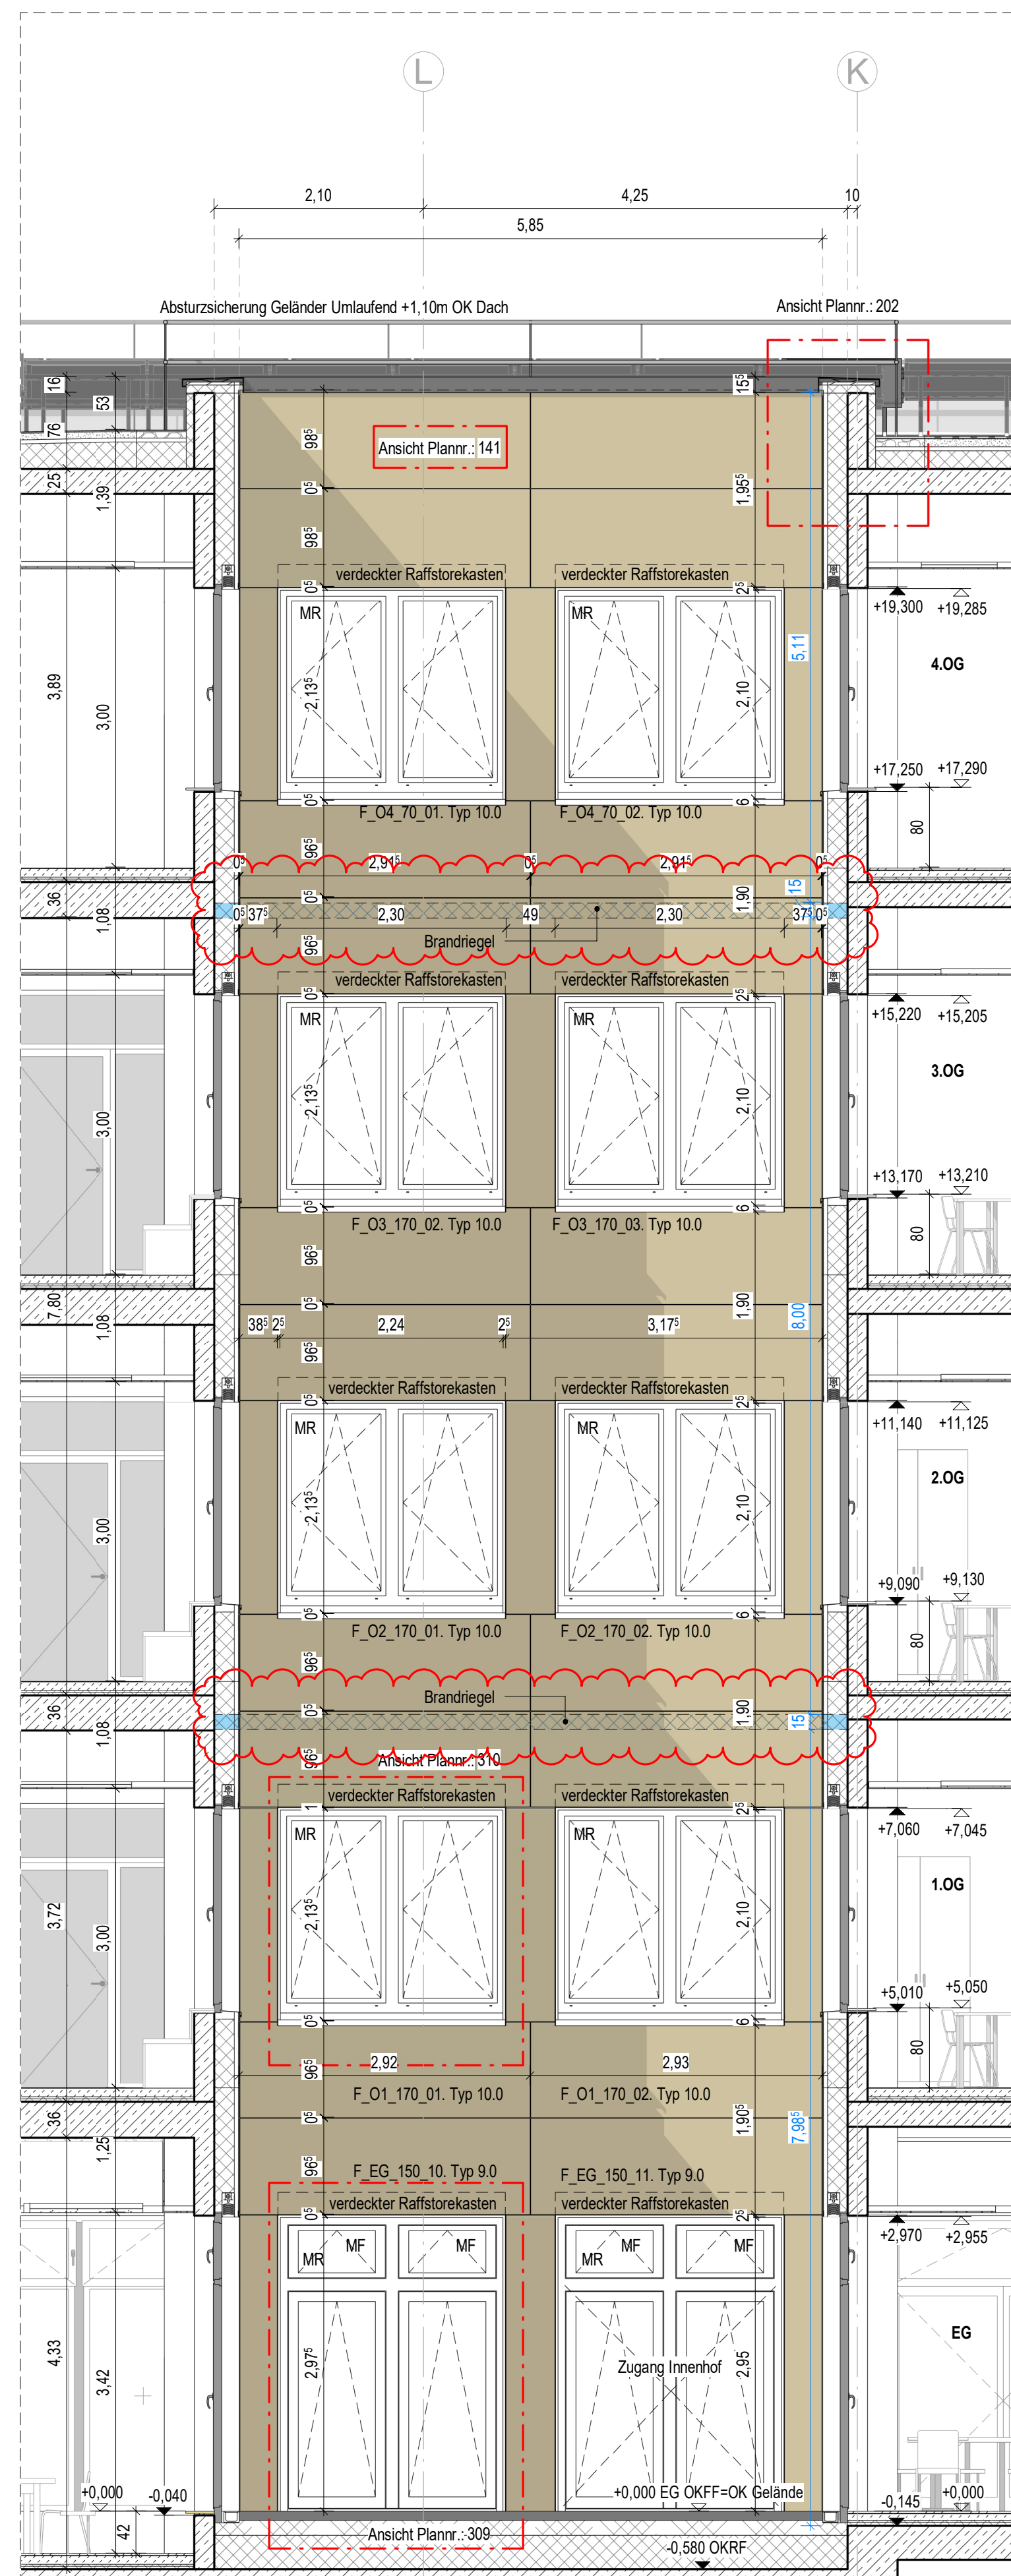 L
K
2,10
4,25
10
5,85
Absturzsicherung Geländer Umlaufend +1,10m OK Dach
Ansicht Plannr.: 202
16
53
15⁵
76
98⁵
Ansicht Plannr.: 141
25
1,39
0⁵
1,95⁵
98⁵
verdeckter Raffstorekasten
verdeckter Raffstorekasten
2⁵
+19,300
+19,285
MR
MR
5,11
4.OG
3,89
3,00
2,13⁵
2,10
+17,250
+17,290
0⁵
6
F_O4_70_01. Typ 10.0
F_O4_70_02. Typ 10.0
80
96⁵
0⁵
2,91⁵
0⁵
2,91⁵
0⁵
36
0⁵
1,90
15
1,08
0⁵
37⁵
2,30
49
2,30
37⁵
0⁵
Brandriegel
96⁵
verdeckter Raffstorekasten
verdeckter Raffstorekasten
0⁵
2⁵
+15,220
+15,205
MR
MR
3.OG
3,00
2,13⁵
2,10
+13,170
+13,210
0⁵
6
F_O3_170_02. Typ 10.0
F_O3_170_03. Typ 10.0
80
96⁵
7,80
0⁵
1,90
8,00
1,08
38⁵
2⁵
2,24
2⁵
3,17⁵
96⁵
verdeckter Raffstorekasten
verdeckter Raffstorekasten
0⁵
2⁵
+11,140
+11,125
MR
MR
2.OG
3,00
2,13⁵
2,10
+9,090
+9,130
0⁵
6
F_O2_170_01. Typ 10.0
F_O2_170_02. Typ 10.0
80
96⁵
Brandriegel
36
0⁵
1,90
15
1,08
96⁵
Ansicht Plannr.: 310
verdeckter Raffstorekasten
verdeckter Raffstorekasten
1
2⁵
+7,060
+7,045
MR
MR
1.OG
3,72
3,00
2,13⁵
2,10
+5,010
+5,050
0⁵
6
80
96⁵
2,92
2,93
F_O1_170_01. Typ 10.0
F_O1_170_02. Typ 10.0
36
0⁵
1,90⁵
7,98⁵
1,25
96⁵
F_EG_150_10. Typ 9.0
F_EG_150_11. Typ 9.0
verdeckter Raffstorekasten
verdeckter Raffstorekasten
0⁵
2⁵
+2,970
+2,955
MR
MF
MF
MR
MF
MF
EG
4,33
3,42
2,97⁵
2,95
Zugang Innenhof
+0,000
-0,040
+0,000 EG OKFF=OK Gelände
-0,145
+0,000
42
Ansicht Plannr.: 309
-0,580 OKRF